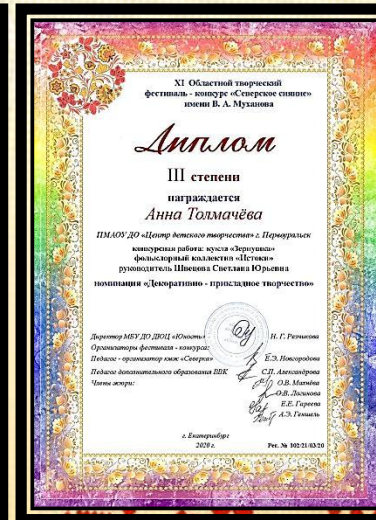 XI Областной творческий
фестиваль - конкурс «Северское сияние»
имени В. А. Муханова
Диплом
III степени
награждается
Анна Толмачёва
ПМАОУ ДО «Центр детского творчества» г. Первоуральск
конкурсная работа: кукла «Зернушка»
фольклорный коллектив «Истоки»
руководитель Швецова Светлана Юрьевна
номинация «Декоративно - прикладное творчество»
Директор МБУ ДО ДЮЦ «Юность» Н. Г. Резчикова
Организаторы фестиваля - конкурса:
Педагог - организатор кмж «Северка» Е.Э. Новгородова
Педагог дополнительного образования ВВК С.П. Александрова
Члены жюри: О.В. Махнёва
О.В. Логинова
Е.Е. Гареева
А.Э.
г. Екатеринбург
2020 г. Рег. № 102/21/03/20